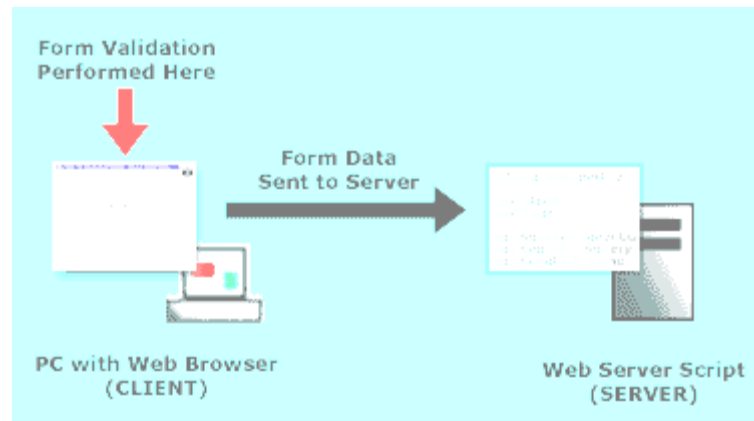 Form Validation
Performed Here
Form Data
Sent to Server
PC with Web Browser
(CLIENT)
Web Server Script
(SERVER)